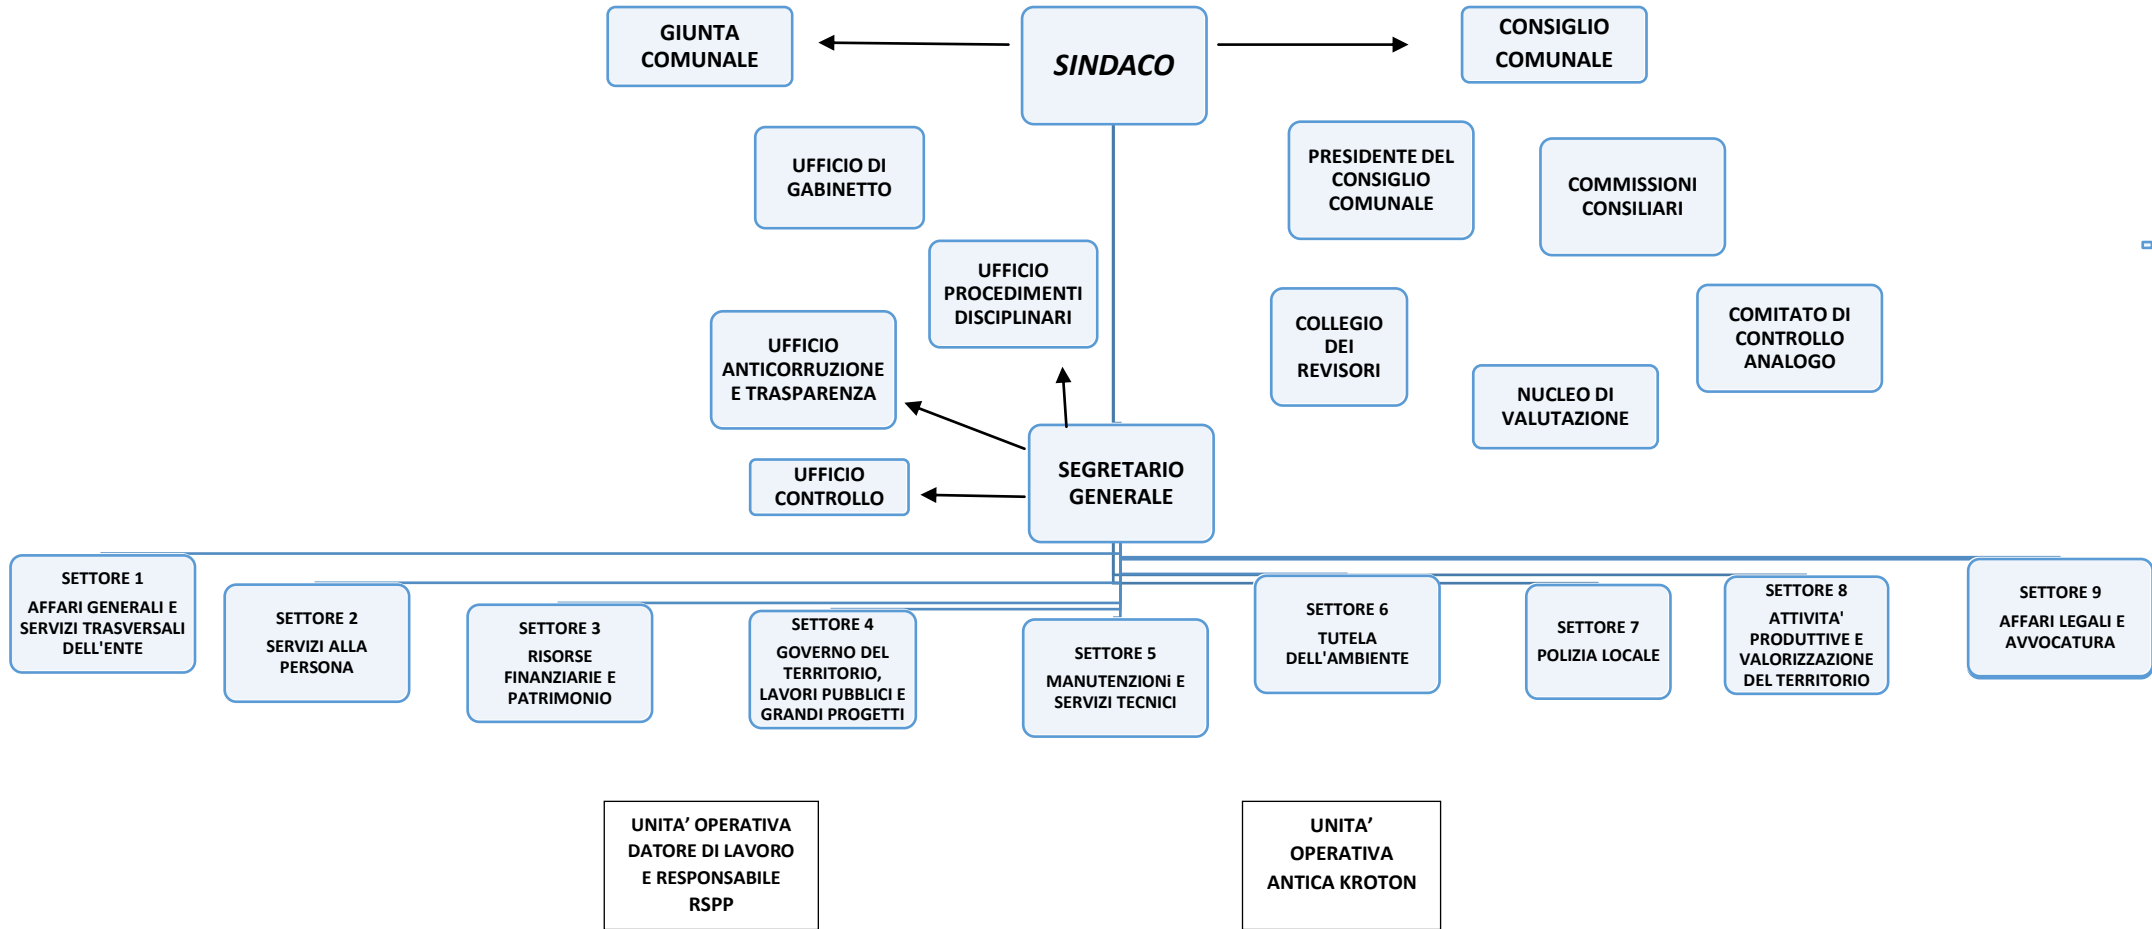 GIUNTA
COMUNALE
SINDACO
CONSIGLIO
COMUNALE
UFFICIO DI
GABINETTO
PRESIDENTE DEL
CONSIGLIO
COMUNALE
COMMISSIONI
CONSILIARI
UFFICIO
PROCEDIMENTI
DISCIPLINARI
UFFICIO
ANTICORRUZIONE
E TRASPARENZA
COLLEGIO
DEI
REVISORI
COMITATO DI
CONTROLLO
ANALOGO
NUCLEO DI
VALUTAZIONE
UFFICIO
CONTROLLO
SEGRETARIO
GENERALE
SETTORE 1
AFFARI GENERALI E
SERVIZI TRASVERSALI
DELL'ENTE
SETTORE 2
SERVIZI ALLA
PERSONA
SETTORE 3
RISORSE
FINANZIARIE E
PATRIMONIO
SETTORE 4
GOVERNO DEL
TERRITORIO,
LAVORI PUBBLICI E
GRANDI PROGETTI
SETTORE 5
MANUTENZIONi E
SERVIZI TECNICI
SETTORE 6
TUTELA
DELL'AMBIENTE
SETTORE 7
POLIZIA LOCALE
SETTORE 8
ATTIVITA'
PRODUTTIVE E
VALORIZZAZIONE
DEL TERRITORIO
SETTORE 9
AFFARI LEGALI E
AVVOCATURA
UNITA’ OPERATIVA
DATORE DI LAVORO
E RESPONSABILE
RSPP
UNITA’
OPERATIVA
ANTICA KROTON